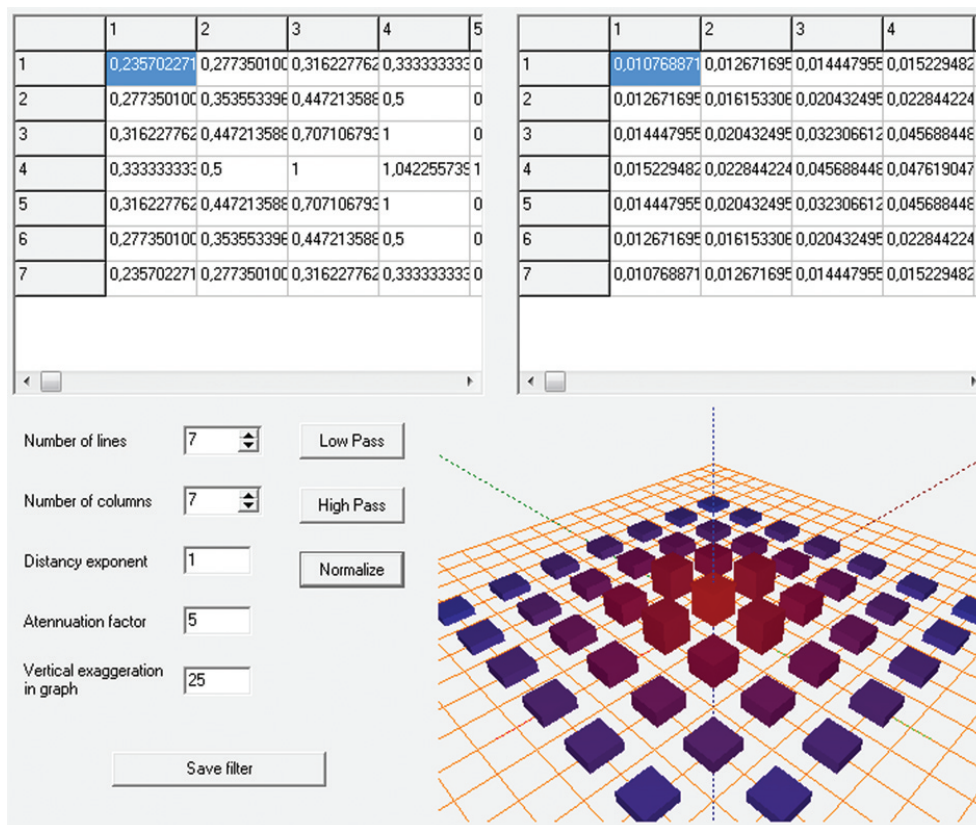 1 2 3 4 5
1 0,235702271 0,277350100 0,316227762 0,333333333 0
2 0,277350100 0,353553396 0,447213588 0,5 0
3 0,316227762 0,447213588 0,707106793 1 0
4 0,333333333 0,5 1 1,042255739 1
5 0,316227762 0,447213588 0,707106793 1 0
6 0,277350100 0,353553396 0,447213588 0,5 0
7 0,235702271 0,277350100 0,316227762 0,333333333 0
1 2 3 4
1 0,010768871 0,012671695 0,014447955 0,015229482
2 0,012671695 0,016153306 0,020432495 0,022844224
3 0,014447955 0,020432495 0,032306612 0,045688448
4 0,015229482 0,022844224 0,045688448 0,047619047
5 0,014447955 0,020432495 0,032306612 0,045688448
6 0,012671695 0,016153306 0,020432495 0,022844224
7 0,010768871 0,012671695 0,014447955 0,015229482
Number of lines 7 Low Pass
Number of columns 7 High Pass
Distancy exponent 1 Normalize
Atennuation factor 5
Vertical exaggeration
in graph 25
Save filter